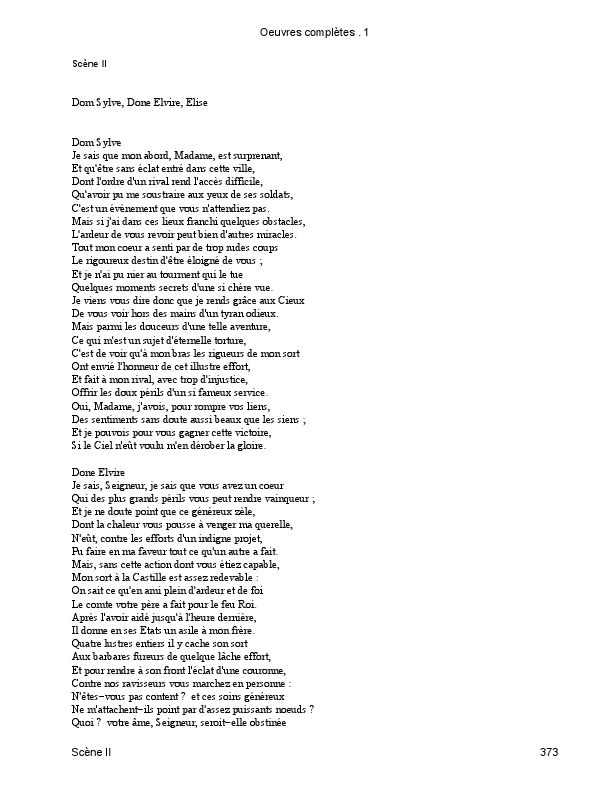 Oeuvres complètes . 1
Scène II
Dom Sylve, Done Elvire, Elise
Dom Sylve
Je sais que mon abord, Madame, est surprenant,
Et qu'être sans éclat entré dans cette ville,
Dont l'ordre d'un rival rend l'accès difficile,
Qu'avoir pu me soustraire aux yeux de ses soldats,
C'est un événement que vous n'attendiez pas.
Mais si j'ai dans ces lieux franchi quelques obstacles,
L'ardeur de vous revoir peut bien d'autres miracles.
Tout mon coeur a senti par de trop rudes coups
Le rigoureux destin d'être éloigné de vous ;
Et je n'ai pu nier au tourment qui le tue
Quelques moments secrets d'une si chère vue.
Je viens vous dire donc que je rends grâce aux Cieux
De vous voir hors des mains d'un tyran odieux.
Mais parmi les douceurs d'une telle aventure,
Ce qui m'est un sujet d'éternelle torture,
C'est de voir qu'à mon bras les rigueurs de mon sort
Ont envié l'honneur de cet illustre effort,
Et fait à mon rival, avec trop d'injustice,
Offrir les doux périls d'un si fameux service.
Oui, Madame, j'avois, pour rompre vos liens,
Des sentiments sans doute aussi beaux que les siens ;
Et je pouvois pour vous gagner cette victoire,
Si le Ciel n'eût voulu m'en dérober la gloire.
Done Elvire
Je sais, Seigneur, je sais que vous avez un coeur
Qui des plus grands périls vous peut rendre vainqueur ;
Et je ne doute point que ce généreux zèle,
Dont la chaleur vous pousse à venger ma querelle,
N'eût, contre les efforts d'un indigne projet,
Pu faire en ma faveur tout ce qu'un autre a fait.
Mais, sans cette action dont vous étiez capable,
Mon sort à la Castille est assez redevable :
On sait ce qu'en ami plein d'ardeur et de foi
Le comte votre père a fait pour le feu Roi.
Après l'avoir aidé jusqu'à l'heure dernière,
Il donne en ses Etats un asile à mon frère.
Quatre lustres entiers il y cache son sort
Aux barbares fureurs de quelque lâche effort,
Et pour rendre à son front l'éclat d'une couronne,
Contre nos ravisseurs vous marchez en personne :
N'êtes−vous pas content ?  et ces soins généreux
Ne m'attachent−ils point par d'assez puissants noeuds ?
Quoi ?  votre âme, Seigneur, seroit−elle obstinée
Scène II
373